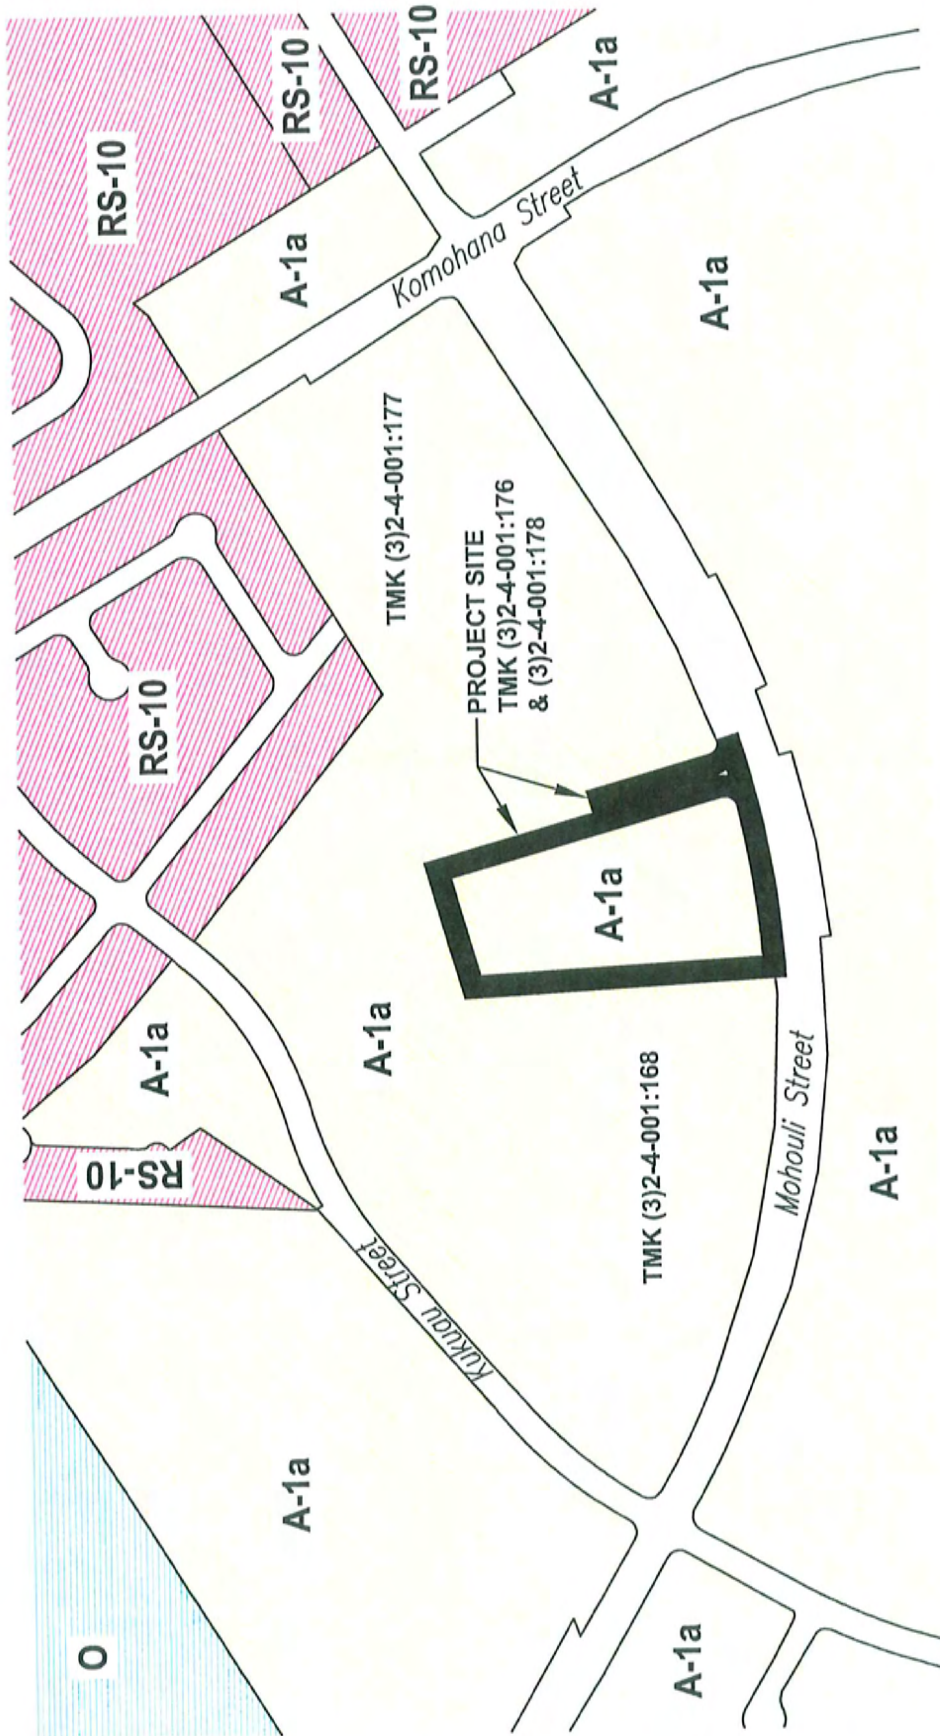 O
RS-10
A-1a
RS-10
RS-10
A-1a
A-1a
RS-10
A-1a
TMK (3)2-4-001:177
Kukuau Street
RS-10
Komohana Street
PROJECT SITE
TMK (3)2-4-001:176
& (3)2-4-001:178
A-1a
A-1a
TMK (3)2-4-001:168
A-1a
A-1a
Mohouli Street
A-1a